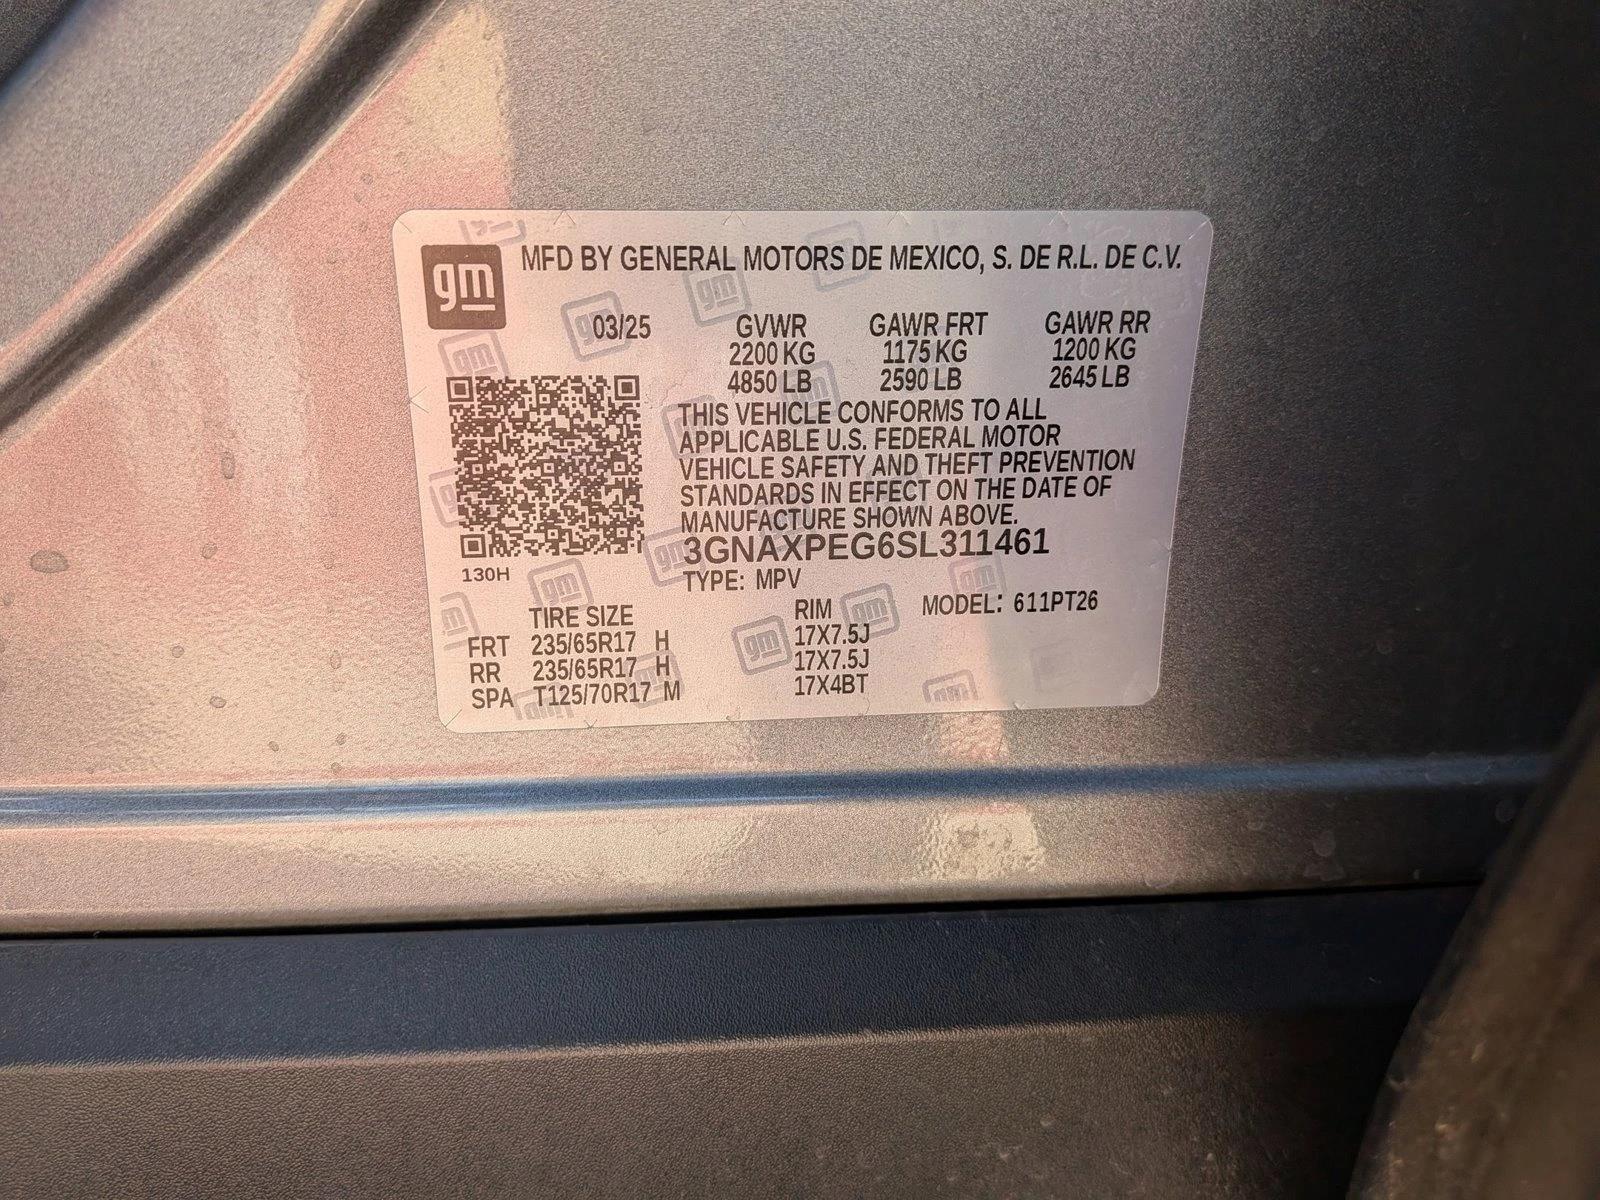 gm MFD BY GENERAL MOTORS DE MEXICO, S. DE R.L. DE C.V.
03/25 GVWR GAWR FRT GAWR RR
2200 KG 1175 KG 1200 KG
4850 LB 2590 LB 2645 LB
THIS VEHICLE CONFORMS TO ALL
APPLICABLE U.S. FEDERAL MOTOR
VEHICLE SAFETY AND THEFT PREVENTION
STANDARDS IN EFFECT ON THE DATE OF
MANUFACTURE SHOWN ABOVE.
3GNAXPEG6SL311461
130H TYPE: MPV
TIRE SIZE RIM MODEL: 611PT26
FRT 235/65R17 H 17X7.5J
RR 235/65R17 H 17X7.5J
SPA T125/70R17 M 17X4BT